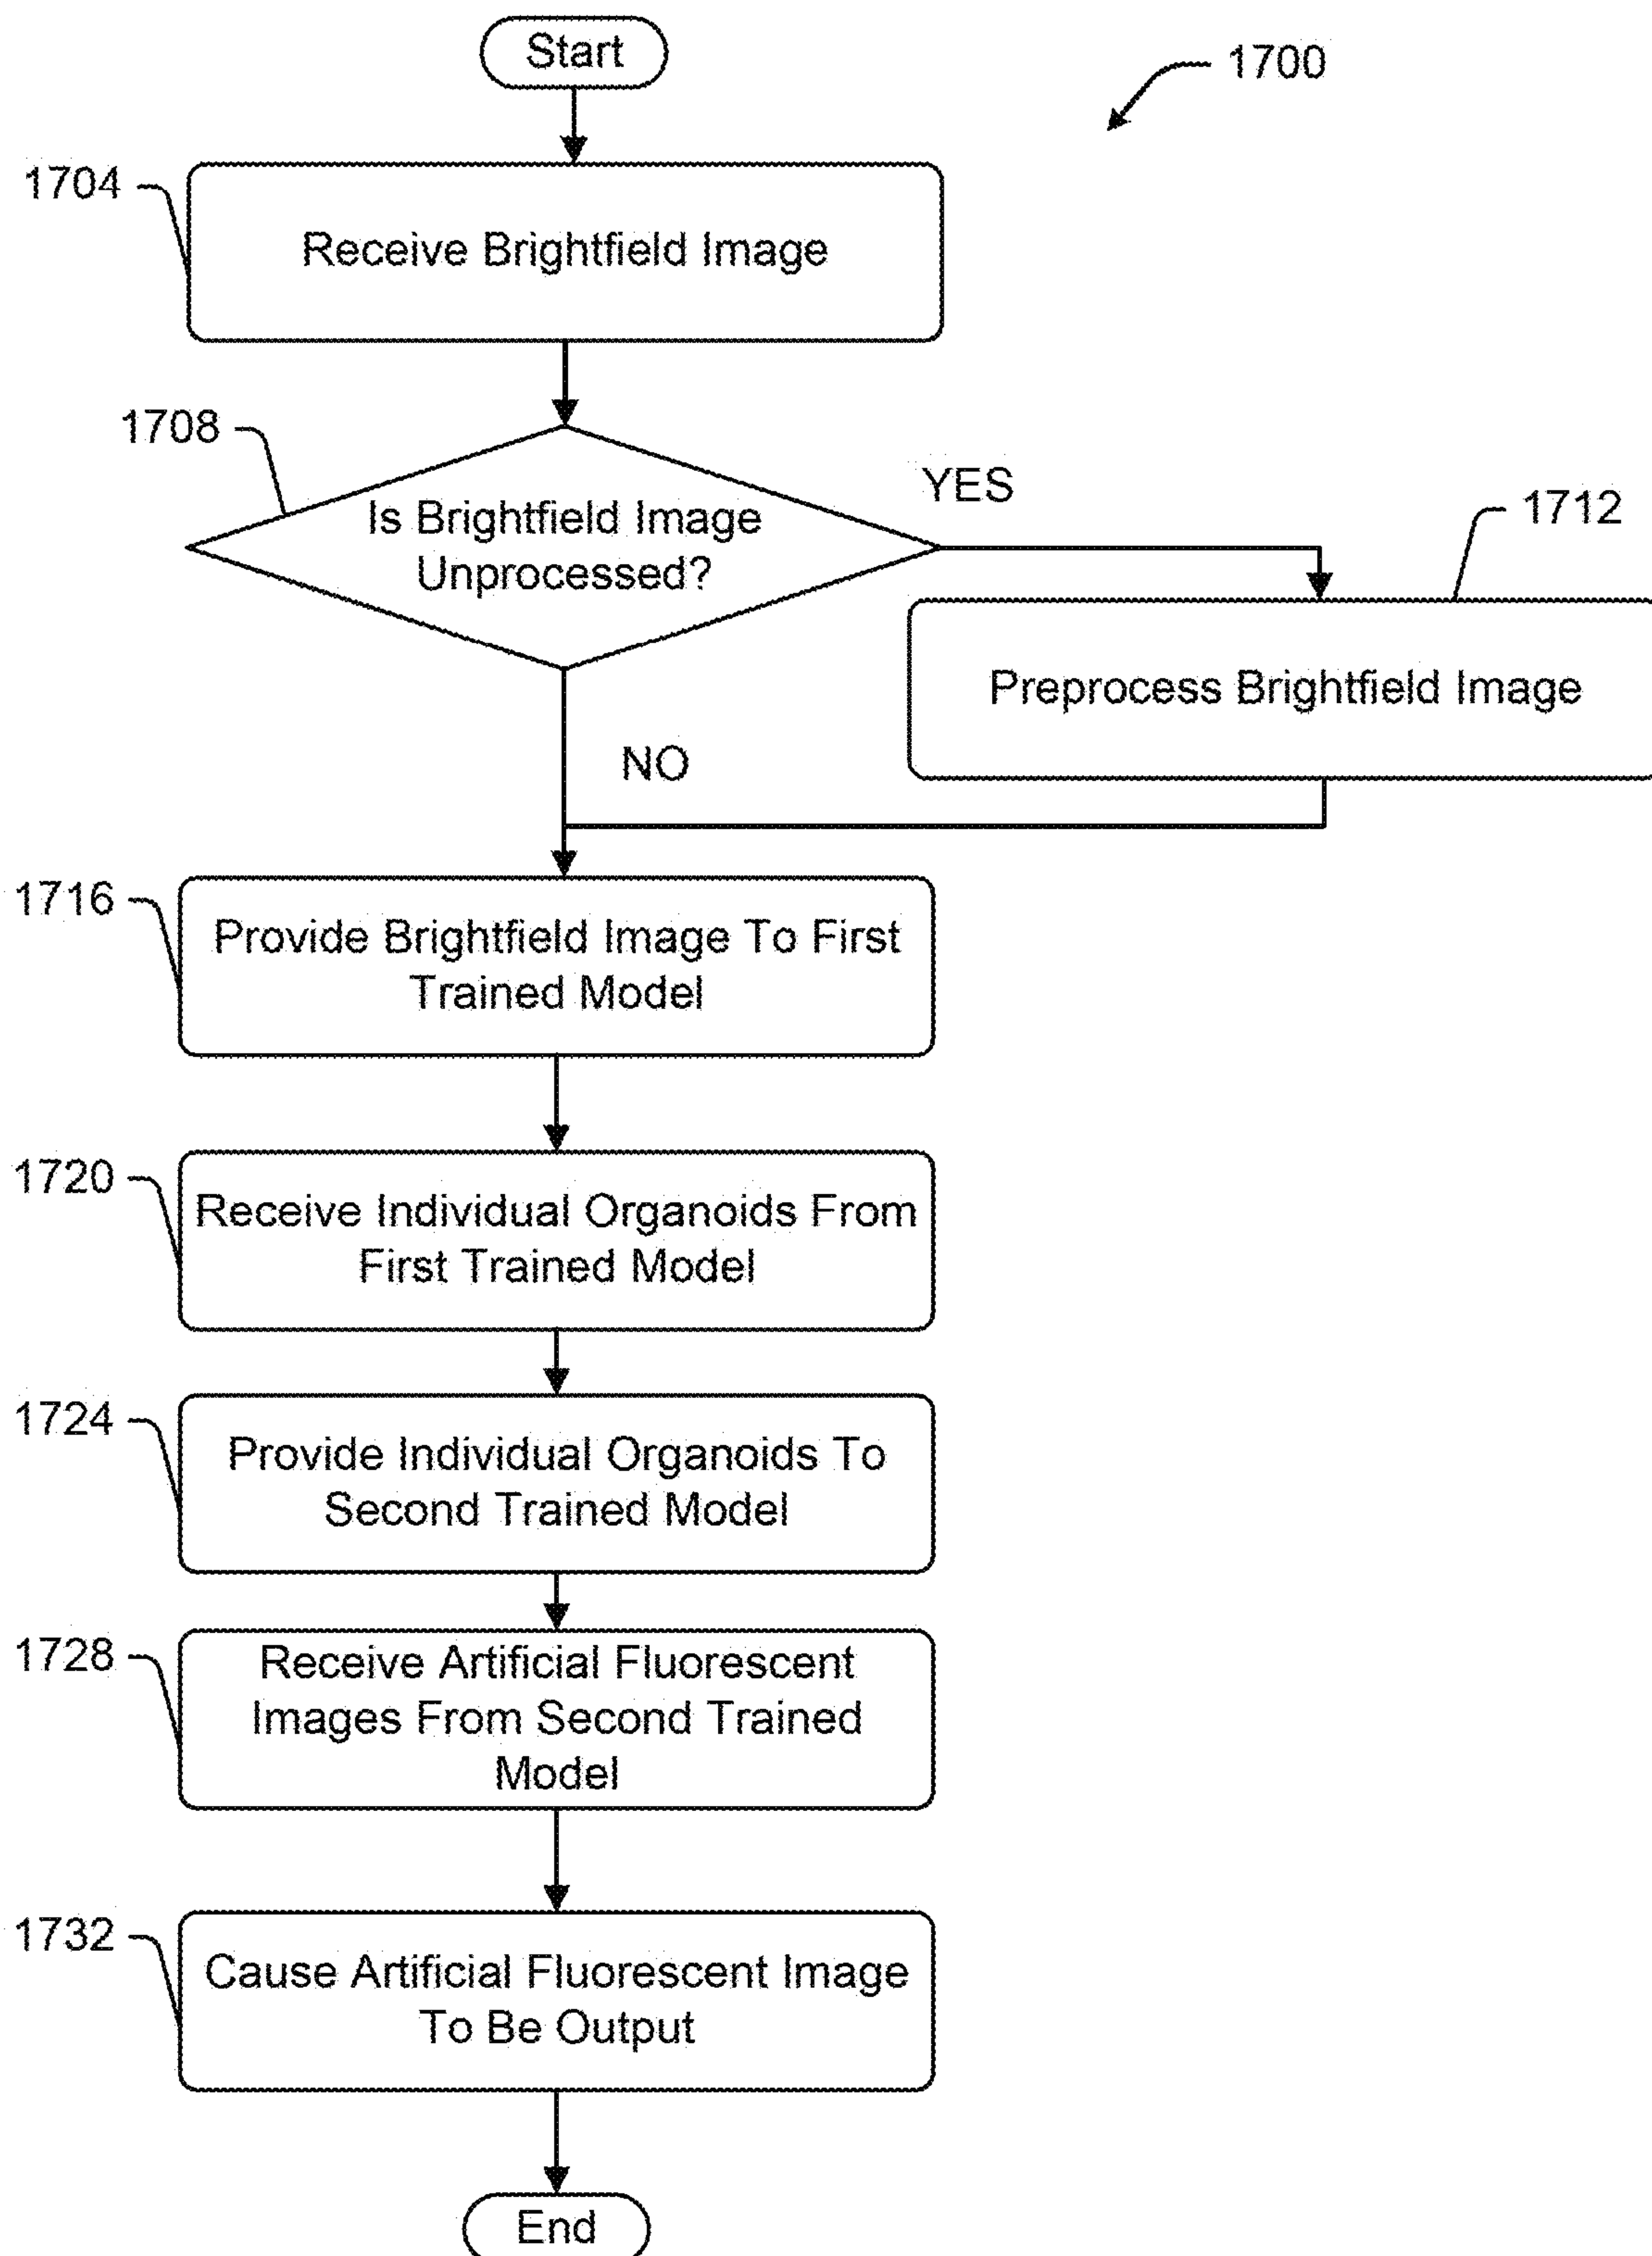 Start
1700
1704
Receive Brightfield Image
1708
Is Brightfield Image
Unprocessed?
YES
1712
Preprocess Brightfield Image
NO
1716
Provide Brightfield Image To First
Trained Model
1720
Receive Individual Organoids From
First Trained Model
1724
Provide Individual Organoids To
Second Trained Model
1728
Receive Artificial Fluorescent
Images From Second Trained
Model
1732
Cause Artificial Fluorescent Image
To Be Output
End